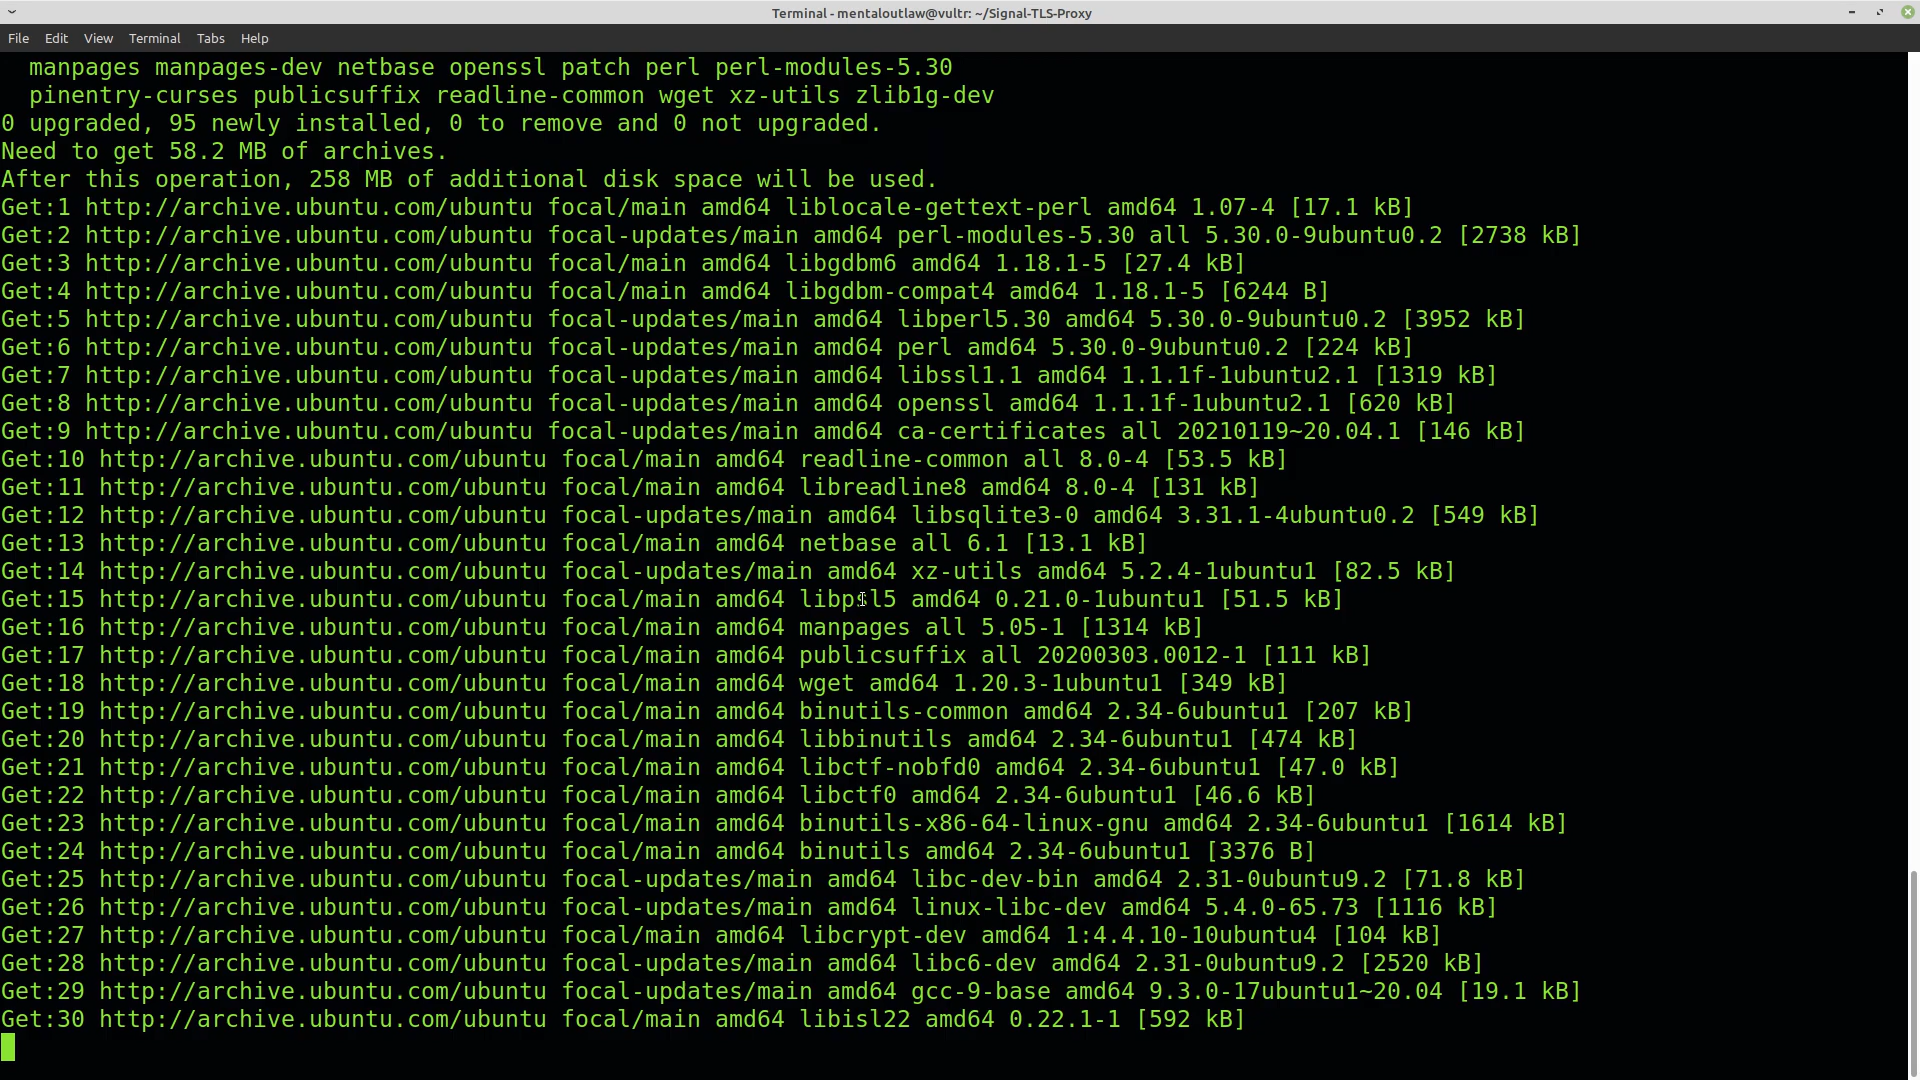 Terminal - mentaloutlaw@vultr: ~/Signal-TLS-Proxy
File Edit View Terminal Tabs Help
manpages manpages-dev netbase openssl patch perl perl-modules-5.30
pinentry-curses publicsuffix readline-common wget xz-utils zlib1g-dev
0 upgraded, 95 newly installed, 0 to remove and 0 not upgraded.
Need to get 58.2 MB of archives.
After this operation, 258 MB of additional disk space will be used.
Get:1 http://archive.ubuntu.com/ubuntu focal/main amd64 liblocale-gettext-perl amd64 1.07-4 [17.1 kB]
Get:2 http://archive.ubuntu.com/ubuntu focal-updates/main amd64 perl-modules-5.30 all 5.30.0-9ubuntu0.2 [2738 kB]
Get:3 http://archive.ubuntu.com/ubuntu focal/main amd64 libgdbm6 amd64 1.18.1-5 [27.4 kB]
Get:4 http://archive.ubuntu.com/ubuntu focal/main amd64 libgdbm-compat4 amd64 1.18.1-5 [6244 B]
Get:5 http://archive.ubuntu.com/ubuntu focal-updates/main amd64 libperl5.30 amd64 5.30.0-9ubuntu0.2 [3952 kB]
Get:6 http://archive.ubuntu.com/ubuntu focal-updates/main amd64 perl amd64 5.30.0-9ubuntu0.2 [224 kB]
Get:7 http://archive.ubuntu.com/ubuntu focal-updates/main amd64 libssl1.1 amd64 1.1.1f-1ubuntu2.1 [1319 kB]
Get:8 http://archive.ubuntu.com/ubuntu focal-updates/main amd64 openssl amd64 1.1.1f-1ubuntu2.1 [620 kB]
Get:9 http://archive.ubuntu.com/ubuntu focal-updates/main amd64 ca-certificates all 20210119~20.04.1 [146 kB]
Get:10 http://archive.ubuntu.com/ubuntu focal/main amd64 readline-common all 8.0-4 [53.5 kB]
Get:11 http://archive.ubuntu.com/ubuntu focal/main amd64 libreadline8 amd64 8.0-4 [131 kB]
Get:12 http://archive.ubuntu.com/ubuntu focal-updates/main amd64 libsqlite3-0 amd64 3.31.1-4ubuntu0.2 [549 kB]
Get:13 http://archive.ubuntu.com/ubuntu focal/main amd64 netbase all 6.1 [13.1 kB]
Get:14 http://archive.ubuntu.com/ubuntu focal-updates/main amd64 xz-utils amd64 5.2.4-1ubuntu1 [82.5 kB]
Get:15 http://archive.ubuntu.com/ubuntu focal/main amd64 libpsl5 amd64 0.21.0-1ubuntu1 [51.5 kB]
Get:16 http://archive.ubuntu.com/ubuntu focal/main amd64 manpages all 5.05-1 [1314 kB]
Get:17 http://archive.ubuntu.com/ubuntu focal/main amd64 publicsuffix all 20200303.0012-1 [111 kB]
Get:18 http://archive.ubuntu.com/ubuntu focal/main amd64 wget amd64 1.20.3-1ubuntu1 [349 kB]
Get:19 http://archive.ubuntu.com/ubuntu focal/main amd64 binutils-common amd64 2.34-6ubuntu1 [207 kB]
Get:20 http://archive.ubuntu.com/ubuntu focal/main amd64 libbinutils amd64 2.34-6ubuntu1 [474 kB]
Get:21 http://archive.ubuntu.com/ubuntu focal/main amd64 libctf-nobfd0 amd64 2.34-6ubuntu1 [47.0 kB]
Get:22 http://archive.ubuntu.com/ubuntu focal/main amd64 libctf0 amd64 2.34-6ubuntu1 [46.6 kB]
Get:23 http://archive.ubuntu.com/ubuntu focal/main amd64 binutils-x86-64-linux-gnu amd64 2.34-6ubuntu1 [1614 kB]
Get:24 http://archive.ubuntu.com/ubuntu focal/main amd64 binutils amd64 2.34-6ubuntu1 [3376 B]
Get:25 http://archive.ubuntu.com/ubuntu focal-updates/main amd64 libc-dev-bin amd64 2.31-0ubuntu9.2 [71.8 kB]
Get:26 http://archive.ubuntu.com/ubuntu focal-updates/main amd64 linux-libc-dev amd64 5.4.0-65.73 [1116 kB]
Get:27 http://archive.ubuntu.com/ubuntu focal/main amd64 libcrypt-dev amd64 1:4.4.10-10ubuntu4 [104 kB]
Get:28 http://archive.ubuntu.com/ubuntu focal-updates/main amd64 libc6-dev amd64 2.31-0ubuntu9.2 [2520 kB]
Get:29 http://archive.ubuntu.com/ubuntu focal-updates/main amd64 gcc-9-base amd64 9.3.0-17ubuntu1~20.04 [19.1 kB]
Get:30 http://archive.ubuntu.com/ubuntu focal/main amd64 libisl22 amd64 0.22.1-1 [592 kB]